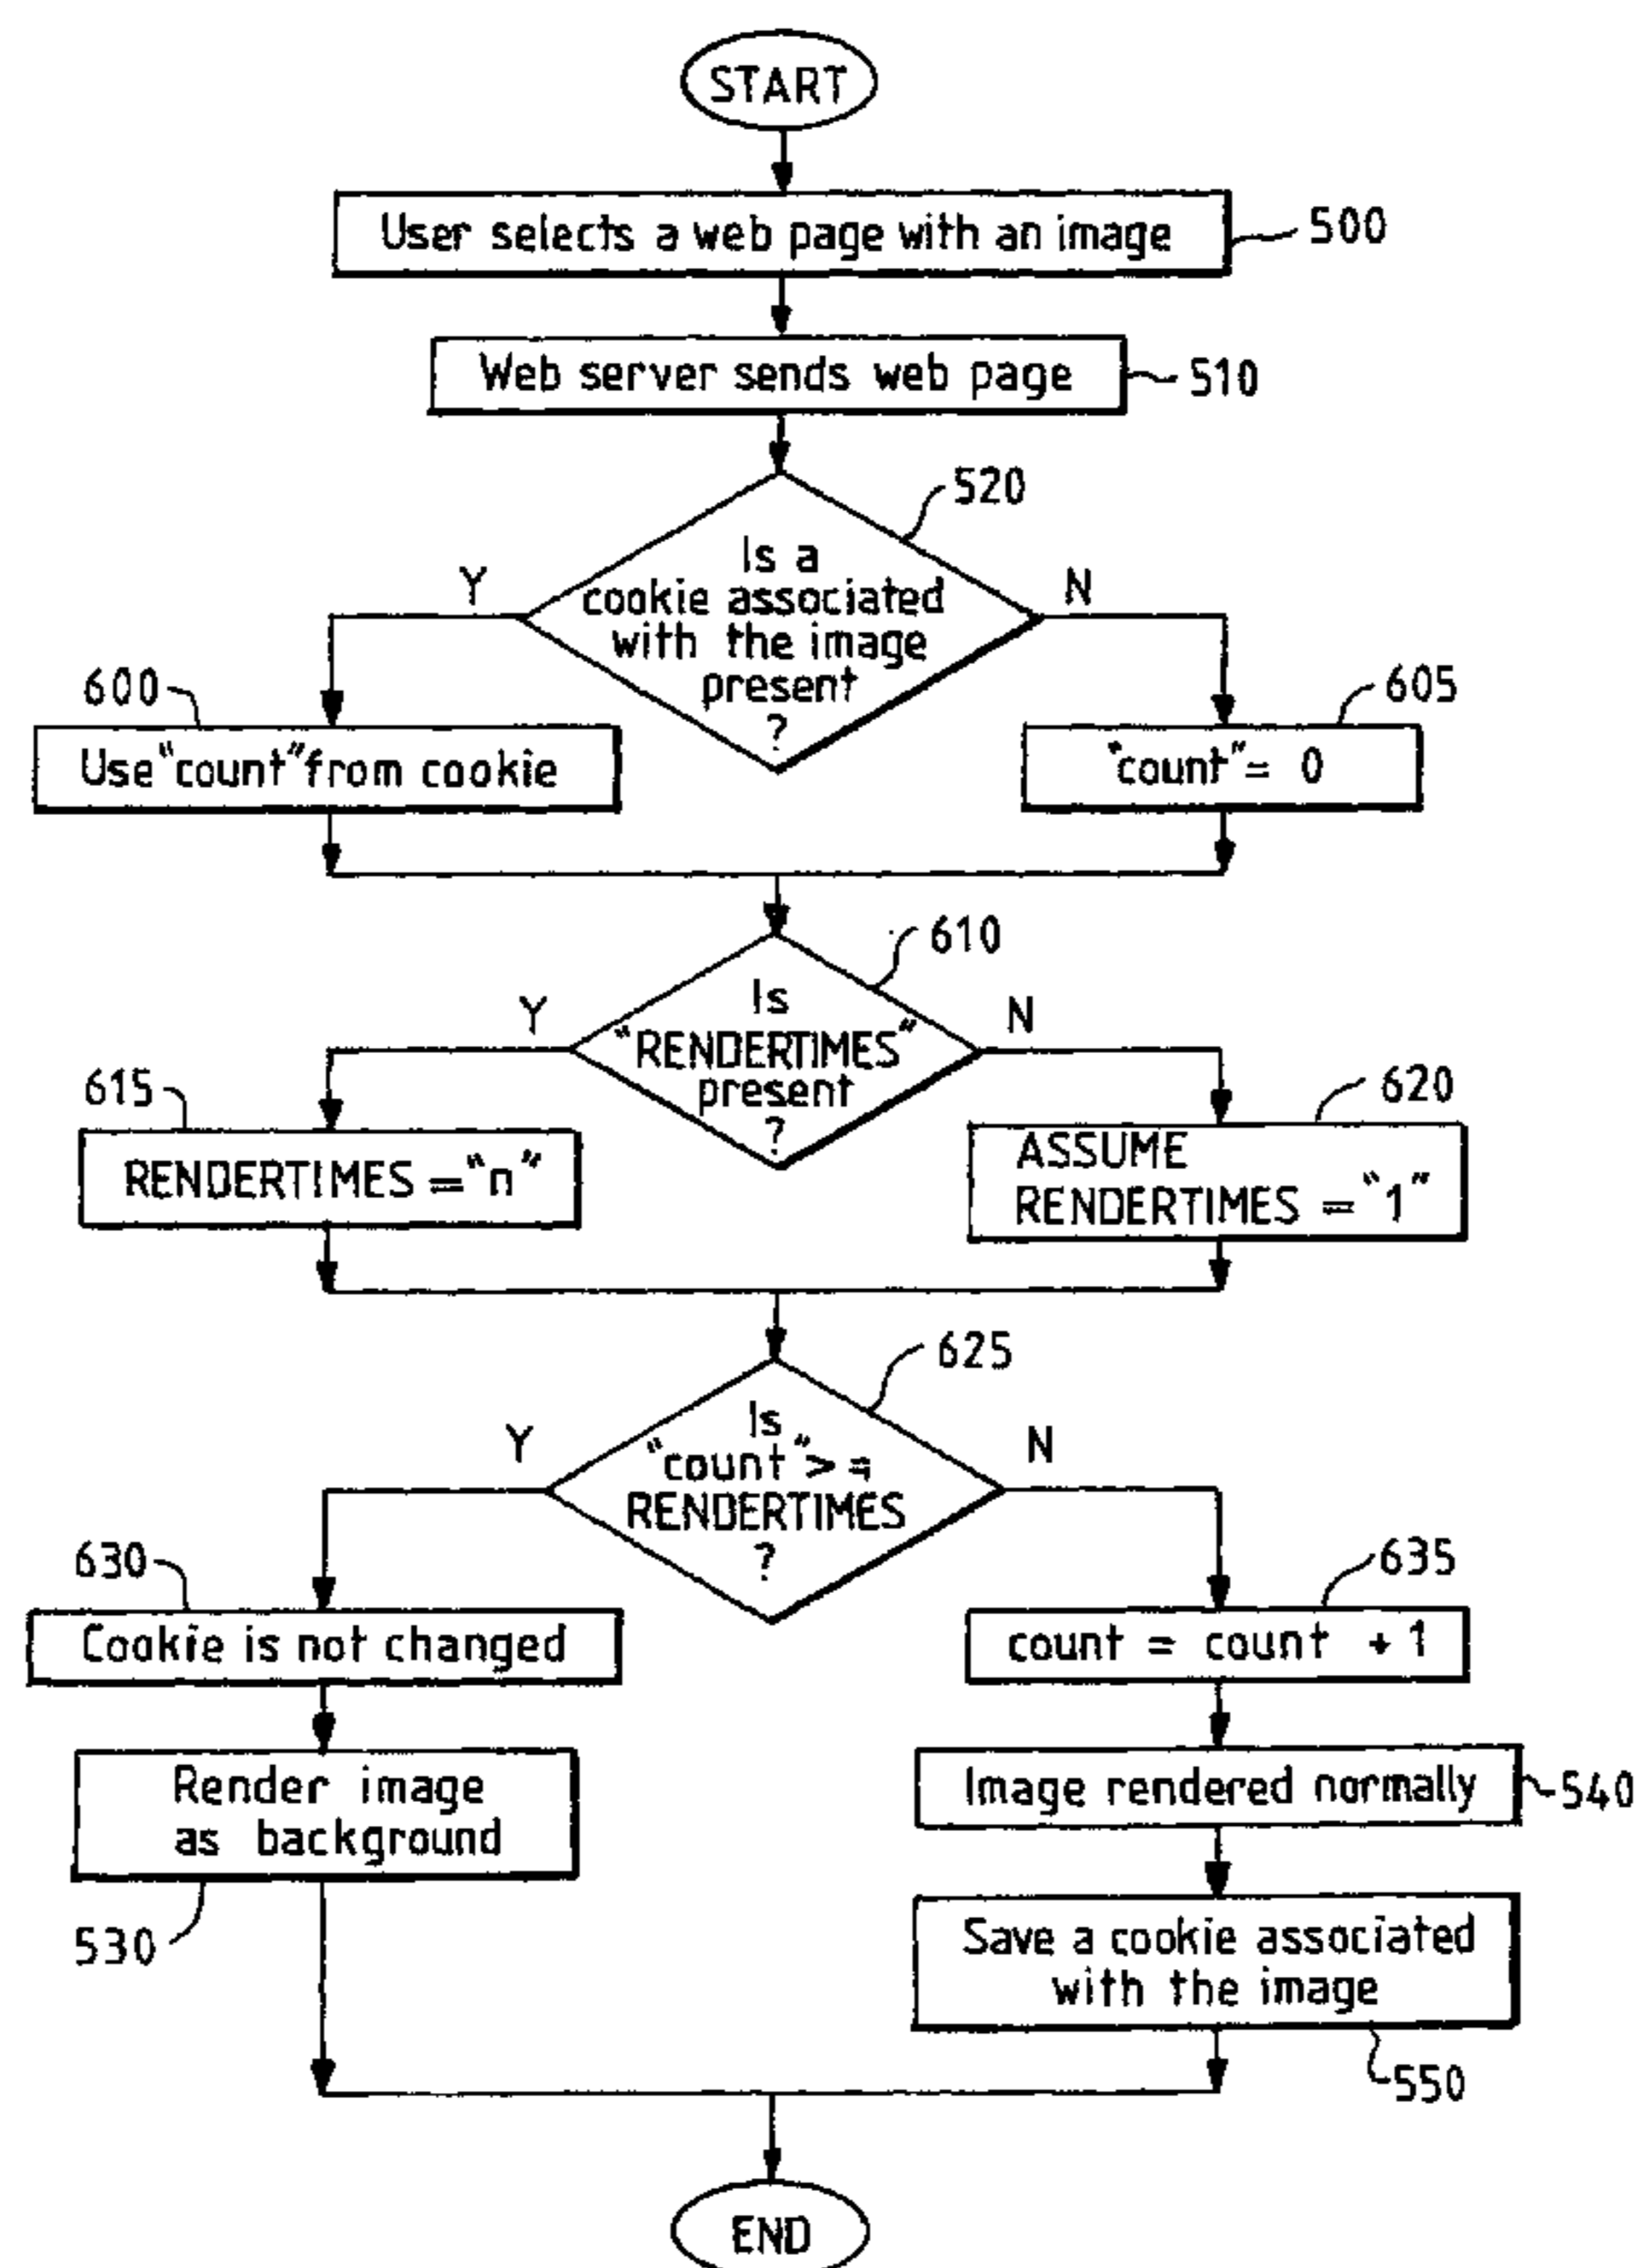 START
User selects a web page with an image
500
Web server sends web page
510
520
Is a
cookie associated
with the image
present
?
Y
N
600
605
Use "count" from cookie
"count" = 0
610
Is
"RENDERTIMES"
present
?
Y
N
615
620
RENDERTIMES = "n"
ASSUME
RENDERTIMES = "1"
625
Is
"count" > =
RENDERTIMES
?
Y
N
630
635
Cookie is not changed
count = count + 1
Render image
as background
530
Image rendered normally
540
Save a cookie associated
with the image
550
END